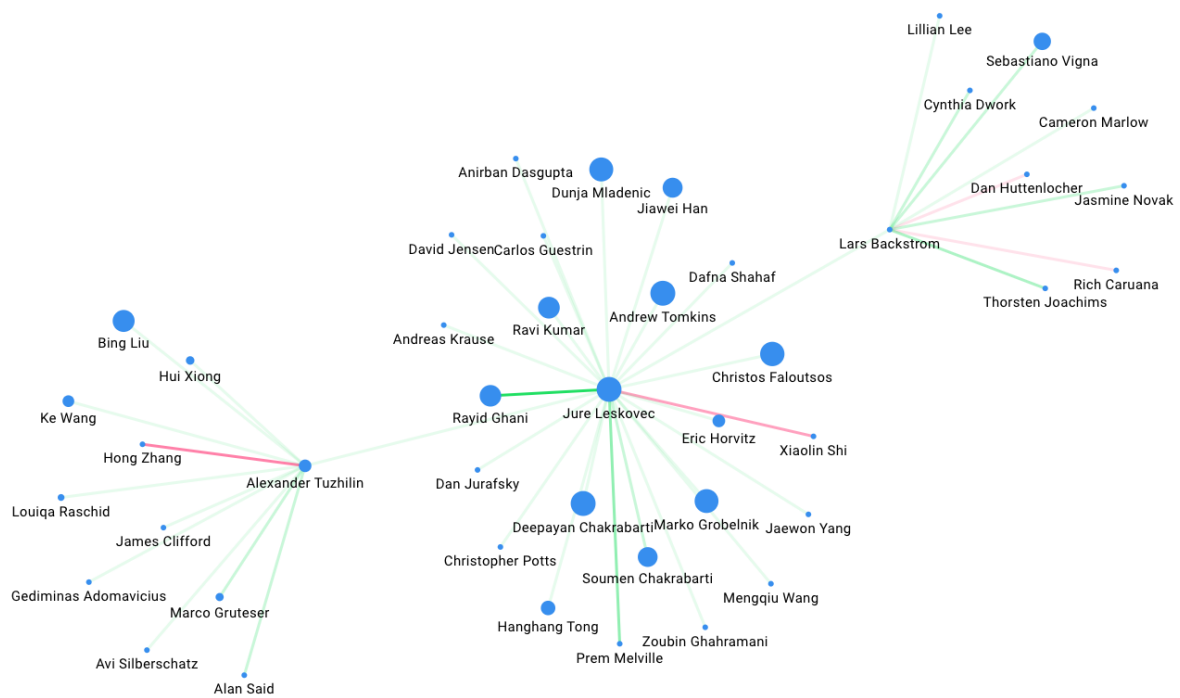 Lillian Lee
Sebastiano Vigna
Cynthia Dwork
Cameron Marlow
Anirban Dasgupta
Dunja Mladenic
Dan Huttenlocher
Jasmine Novak
Jiawei Han
David Jensen
Carlos Guestrin
Lars Backstrom
Dafna Shahaf
Rich Caruana
Thorsten Joachims
Andrew Tomkins
Ravi Kumar
Andreas Krause
Bing Liu
Hui Xiong
Christos Faloutsos
Ke Wang
Rayid Ghani
Jure Leskovec
Eric Horvitz
Xiaolin Shi
Hong Zhang
Alexander Tuzhilin
Dan Jurafsky
Louiqa Raschid
Deepayan Chakrabarti
Marko Grobelnik
Jaewon Yang
James Clifford
Christopher Potts
Soumen Chakrabarti
Gediminas Adomavicius
Mengqiu Wang
Marco Gruteser
Hanghang Tong
Zoubin Ghahramani
Prem Melville
Avi Silberschatz
Alan Said